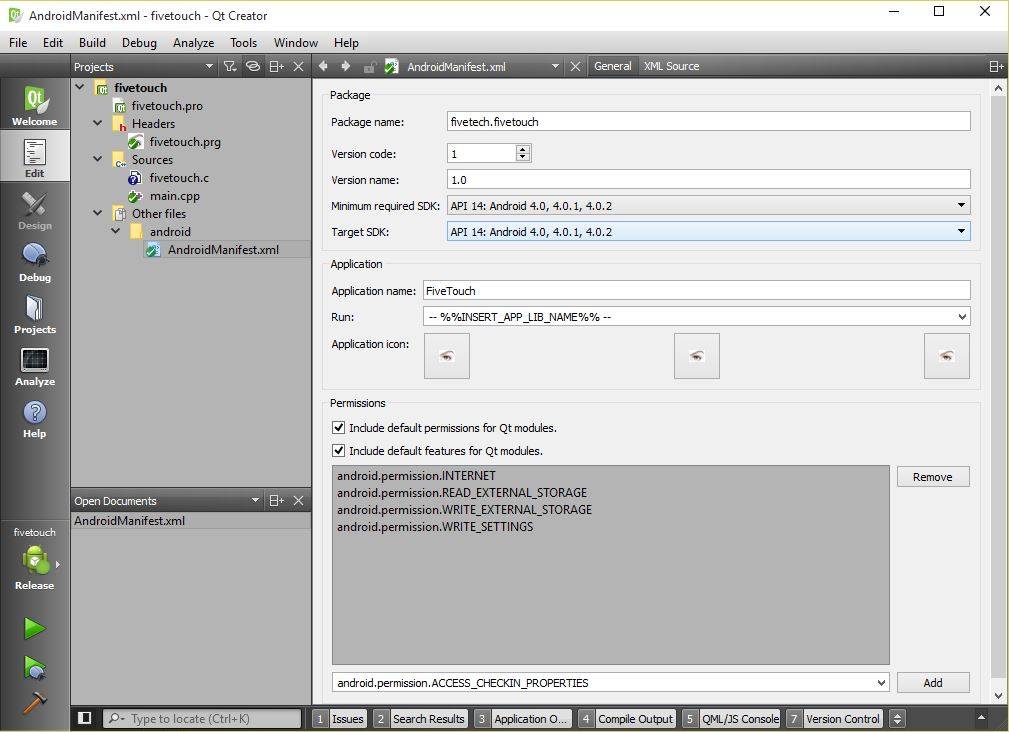 AndroidManifest.xml - fivetouch - Qt Creator
File Edit Build Debug Analyze Tools Window Help
Projects
AndroidManifest.xml
General
XML Source
Welcome
Edit
Design
Debug
Projects
Analyze
Help
fivetouch
Release
fivetouch
fivetouch.pro
Headers
fivetouch.prg
Sources
fivetouch.c
main.cpp
Other files
android
AndroidManifest.xml
Open Documents
AndroidManifest.xml
Package
Package name: fivetech.fivetouch
Version code: 1
Version name: 1.0
Minimum required SDK: API 14: Android 4.0, 4.0.1, 4.0.2
Target SDK: API 14: Android 4.0, 4.0.1, 4.0.2
Application
Application name: FiveTouch
Run: -- %%INSERT_APP_LIB_NAME%% --
Application icon:
Permissions
Include default permissions for Qt modules.
Include default features for Qt modules.
android.permission.INTERNET
android.permission.READ_EXTERNAL_STORAGE
android.permission.WRITE_EXTERNAL_STORAGE
android.permission.WRITE_SETTINGS
Remove
android.permission.ACCESS_CHECKIN_PROPERTIES
Add
Type to locate (Ctrl+K)
1 Issues 2 Search Results 3 Application O... 4 Compile Output 5 QML/JS Console 7 Version Control